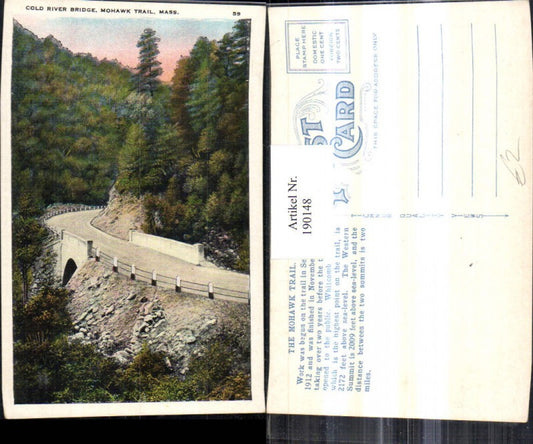 COLD RIVER BRIDGE, MOHAWK TRAIL, MASS.
59
PLACE
STAMP HERE
DOMESTIC
ONE CENT
FOREIGN
TWO CENTS
ST
CARD
THIS SPACE FOR ADDRESS ONLY
Artikel Nr.
190148
QUALITY VIEWS
THE MOHAWK TRAIL.
Work was begun on the trail in Se
1912 and was finished in Novembe
taking over two years before the t
opened to the public. Whitcomb
which is the highest point on the trail, is
2172 feet above sea-level. The Western
Summit is 2009 feet above sea-level, and the
distance between the two summits is two
miles.